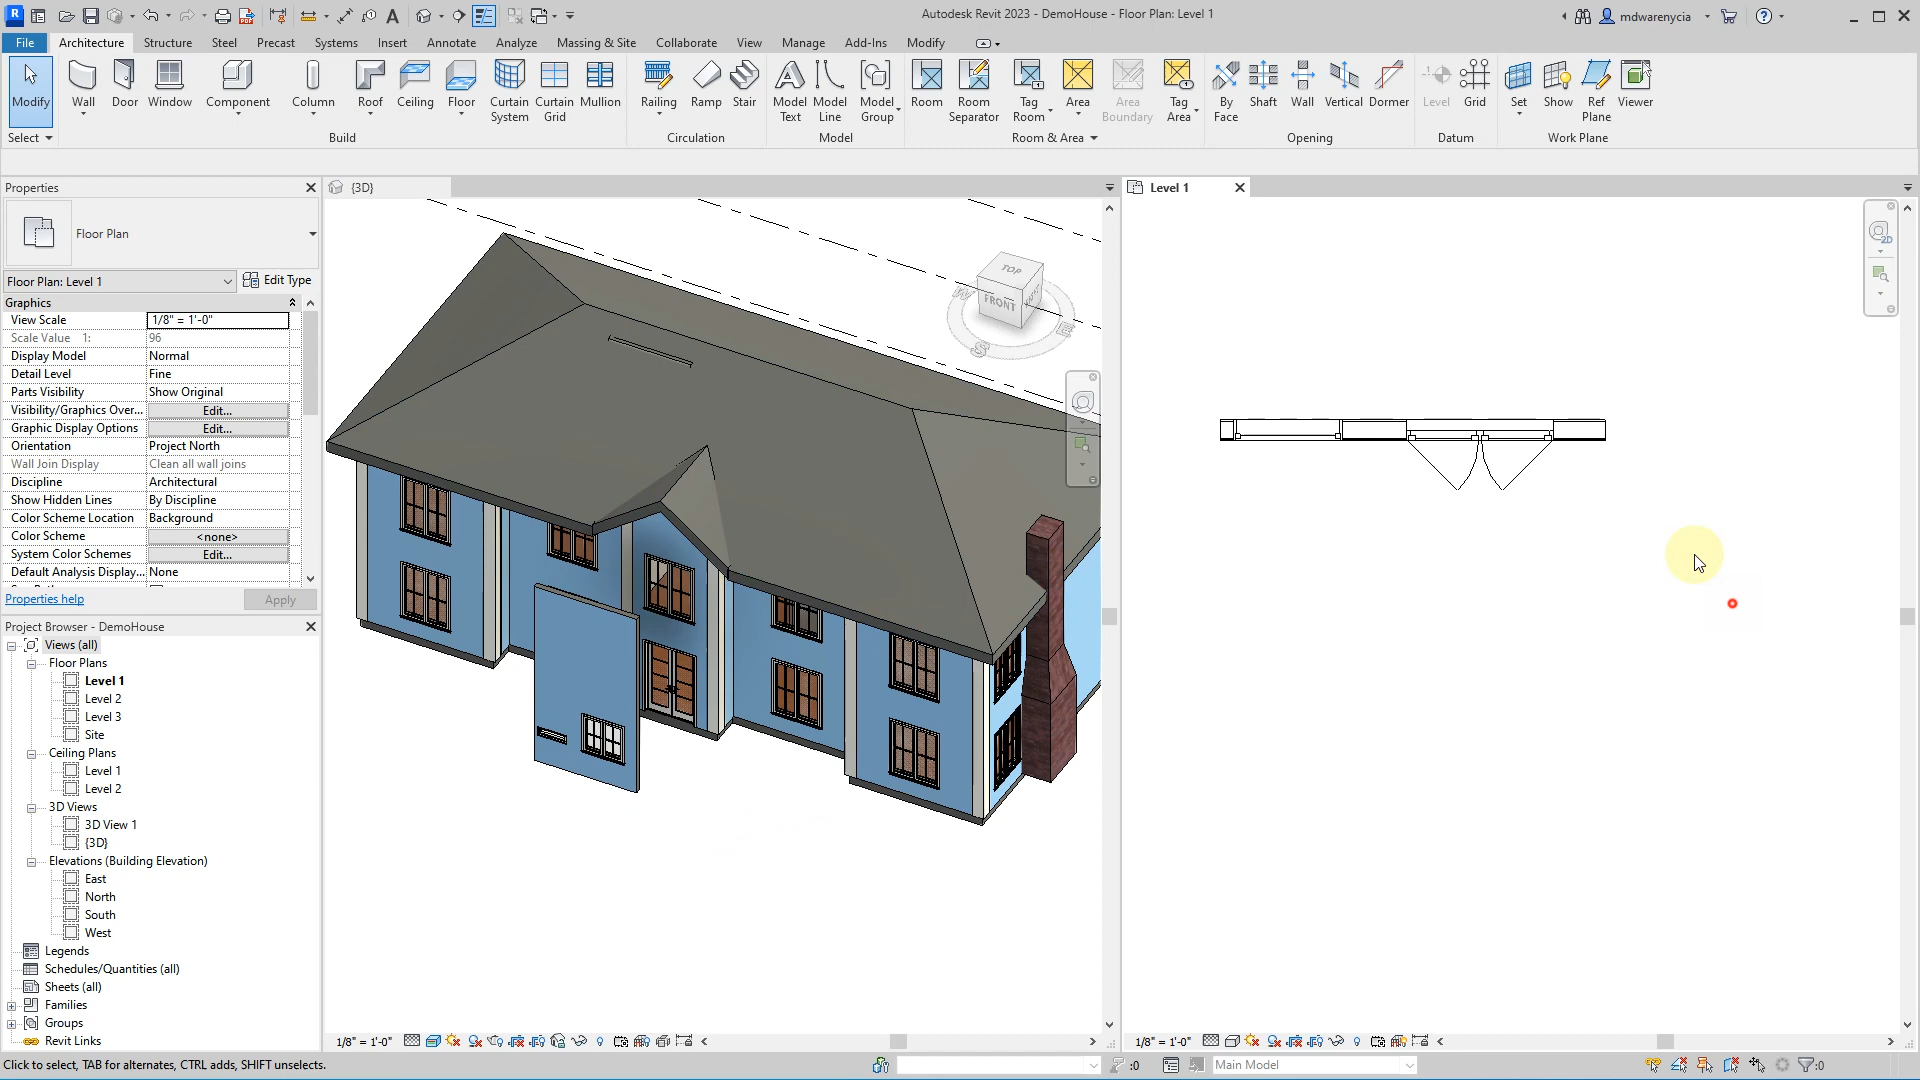 Autodesk Revit 2023 - DemoHouse - Floor Plan: Level 1
mdwarenycia
File Architecture Structure Steel Precast Systems Insert Annotate Analyze Massing & Site Collaborate View Manage Add-Ins Modify
Modify Wall Door Window Component Column Roof Ceiling Floor Curtain System Curtain Grid Mullion Railing Ramp Stair Model Text Model Line Model Group Room Room Separator Tag Room Area Area Boundary Tag Area By Face Shaft Wall Vertical Dormer Level Grid Set Show Ref Plane Viewer
Select Build Circulation Model Room & Area Opening Datum Work Plane
Properties
Floor Plan
Floor Plan: Level 1 Edit Type
Graphics
View Scale 1/8" = 1'-0"
Scale Value 1: 96
Display Model Normal
Detail Level Fine
Parts Visibility Show Original
Visibility/Graphics Over... Edit...
Graphic Display Options Edit...
Orientation Project North
Wall Join Display Clean all wall joins
Discipline Architectural
Show Hidden Lines By Discipline
Color Scheme Location Background
Color Scheme <none>
System Color Schemes Edit...
Default Analysis Display... None
Properties help Apply
Project Browser - DemoHouse
Views (all)
Floor Plans
Level 1
Level 2
Level 3
Site
Ceiling Plans
Level 1
Level 2
3D Views
3D View 1
{3D}
Elevations (Building Elevation)
East
North
South
West
Legends
Schedules/Quantities (all)
Sheets (all)
Families
Groups
Revit Links
{3D}
TOP
FRONT
W
E
S
1/8" = 1'-0"
Level 1
2D
1/8" = 1'-0"
Click to select, TAB for alternates, CTRL adds, SHIFT unselects.
:0
Main Model
:0